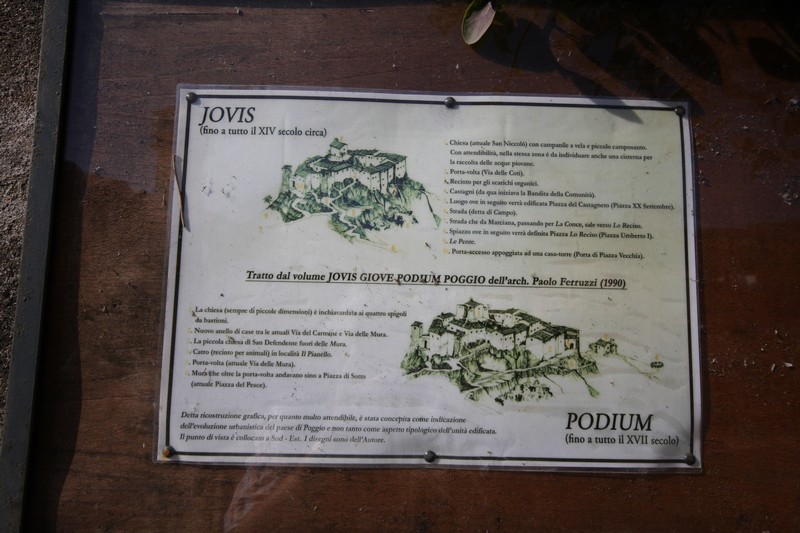 JOVIS
(fino a tutto il XIV secolo circa)
Chiesa (attuale San Niccolò) con campanile a vela e piccolo camposanto.
Con attendibilità, nella stessa zona è da individuare anche una cisterna per
la raccolta delle acque piovane.
Porta-volta (Via delle Coti).
Recinto per gli scarichi organici.
Castagni (da qua iniziava la Bandita della Comunità).
Luogo ove in seguito verrà edificata Piazza del Castagneto (Piazza XX Settembre).
Strada (detta di Campo).
Strada che da Marciana, passando per La Conce, sale verso Lo Reciso.
Spiazzo ove in seguito verrà definita Piazza Lo Reciso (Piazza Umberto I).
Le Pente.
Porta-accesso appoggiata ad una casa-torre (Porta di Piazza Vecchia).
Tratto dal volume JOVIS GIOVE PODIUM POGGIO dell'arch. Paolo Ferruzzi (1990)
La chiesa (sempre di piccole dimensioni) è inchiavardata ai quattro spigoli
da bastioni.
Nuovo anello di case tra le attuali Via del Carmine e Via delle Mura.
La piccola chiesa di San Defendente fuori delle Mura.
Catro (recinto per animali) in località Il Pianello.
Porta-volta (attuale Via delle Mura).
Mura che oltre la porta-volta andavano sino a Piazza di Sotto
(attuale Piazza del Pesce).
Detta ricostruzione grafica, per quanto molto attendibile, è stata concepita come indicazione
dell'evoluzione urbanistica del paese di Poggio e non tanto come aspetto tipologico dell'unità edificata.
Il punto di vista è collocato a Sud - Est. I disegni sono dell'Autore.
PODIUM
(fino a tutto il XVII secolo)